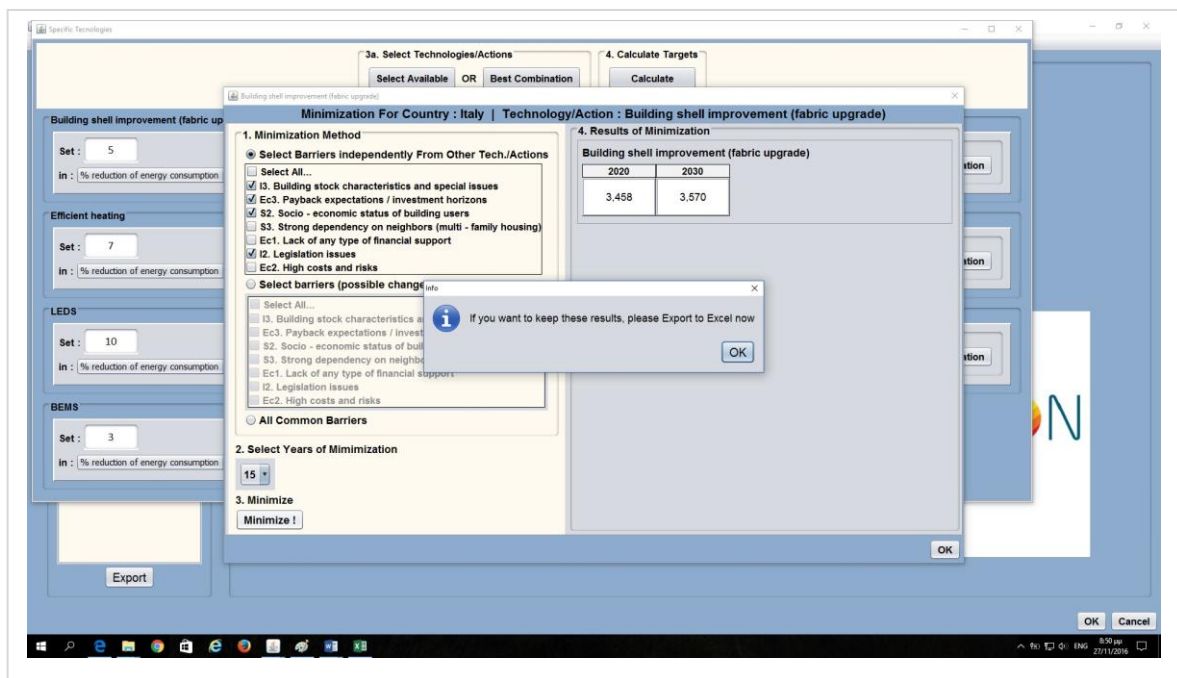 Specific Tecnologies
3a. Select Technologies/Actions
4. Calculate Targets
Select Available OR Best Combination
Calculate
Building shell improvement (fabric upgrade)
Minimization For Country : Italy | Technology/Action : Building shell improvement (fabric upgrade)
Building shell improvement (fabric up
Set : 5
in : % reduction of energy consumption
Efficient heating
Set : 7
in : % reduction of energy consumption
LEDS
Set : 10
in : % reduction of energy consumption
BEMS
Set : 3
in : % reduction of energy consumption
1. Minimization Method
Select Barriers independently From Other Tech./Actions
Select All...
I3. Building stock characteristics and special issues
Ec3. Payback expectations / investment horizons
S2. Socio - economic status of building users
S3. Strong dependency on neighbors (multi - family housing)
Ec1. Lack of any type of financial support
I2. Legislation issues
Ec2. High costs and risks
Select barriers (possible change
Select All...
I3. Building stock characteristics a
Ec3. Payback expectations / invest
S2. Socio - economic status of buil
S3. Strong dependency on neighbo
Ec1. Lack of any type of financial support
I2. Legislation issues
Ec2. High costs and risks
All Common Barriers
2. Select Years of Mimimization
15
3. Minimize
Minimize !
4. Results of Minimization
Building shell improvement (fabric upgrade)
2020 2030
3,458 3,570
Info
If you want to keep these results, please Export to Excel now
OK
ation
ation
ation
N
OK
Export
OK Cancel
ENG
8:50 μμ
27/11/2016